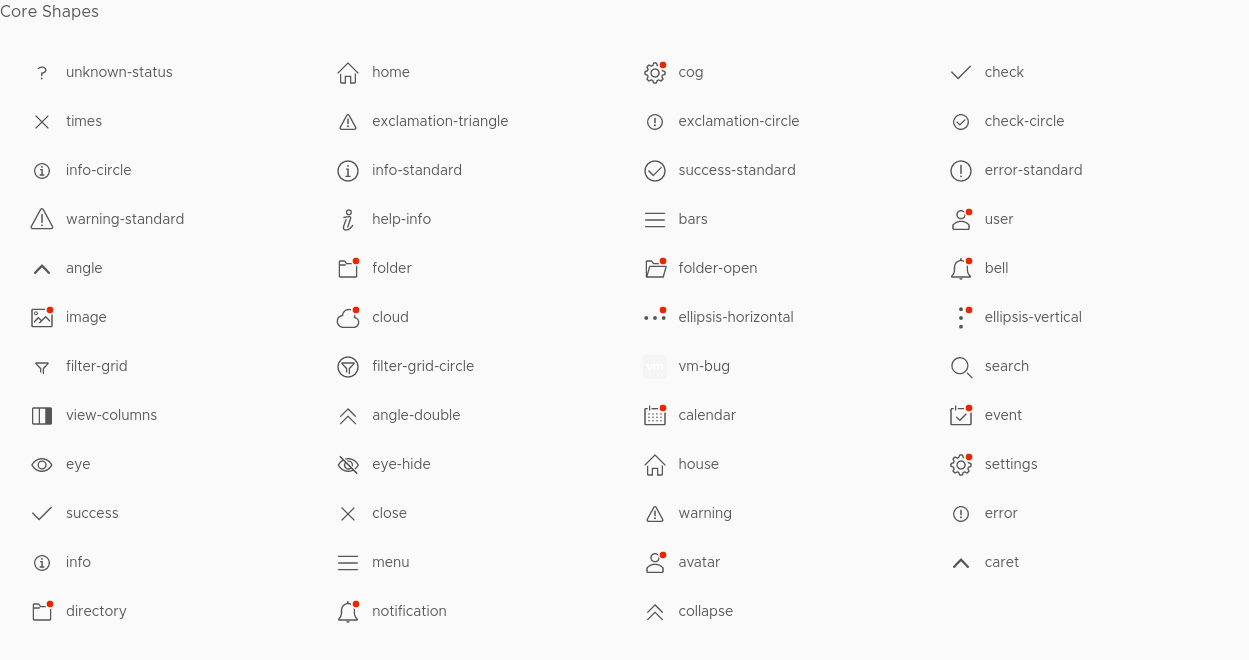 Core Shapes
unknown-status home cog check
times exclamation-triangle exclamation-circle check-circle
info-circle info-standard success-standard error-standard
warning-standard help-info bars user
angle folder folder-open bell
image cloud ellipsis-horizontal ellipsis-vertical
filter-grid filter-grid-circle vm vm-bug search
view-columns angle-double calendar event
eye eye-hide house settings
success close warning error
info menu avatar caret
directory notification collapse